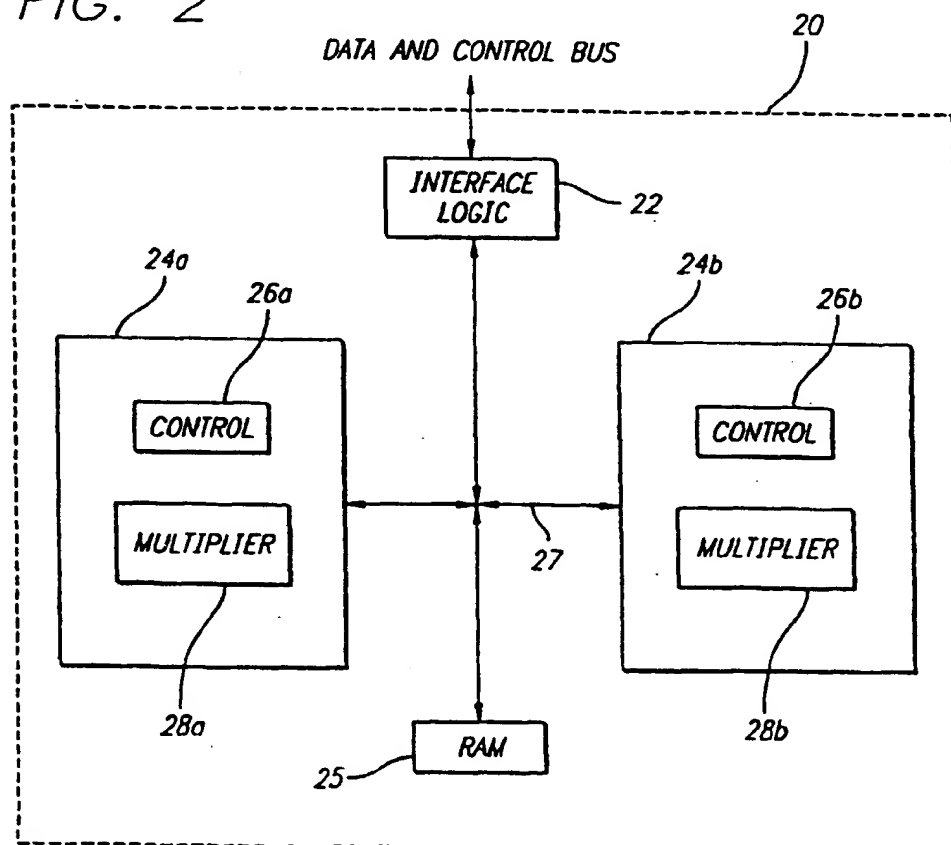 FIG. 2
20
DATA AND CONTROL BUS
INTERFACE
LOGIC
22
24a
24b
26a
26b
CONTROL
CONTROL
MULTIPLIER
MULTIPLIER
27
28a
28b
RAM
25